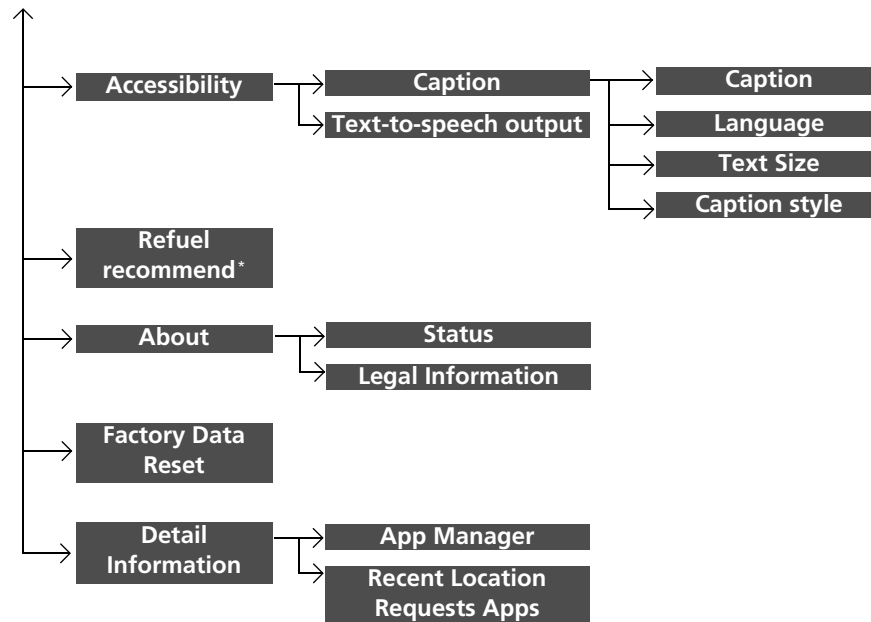 Accessibility
Caption
Caption
Text-to-speech output
Language
Text Size
Caption style
Refuel
recommend*
About
Status
Legal Information
Factory Data
Reset
Detail
Information
App Manager
Recent Location
Requests Apps